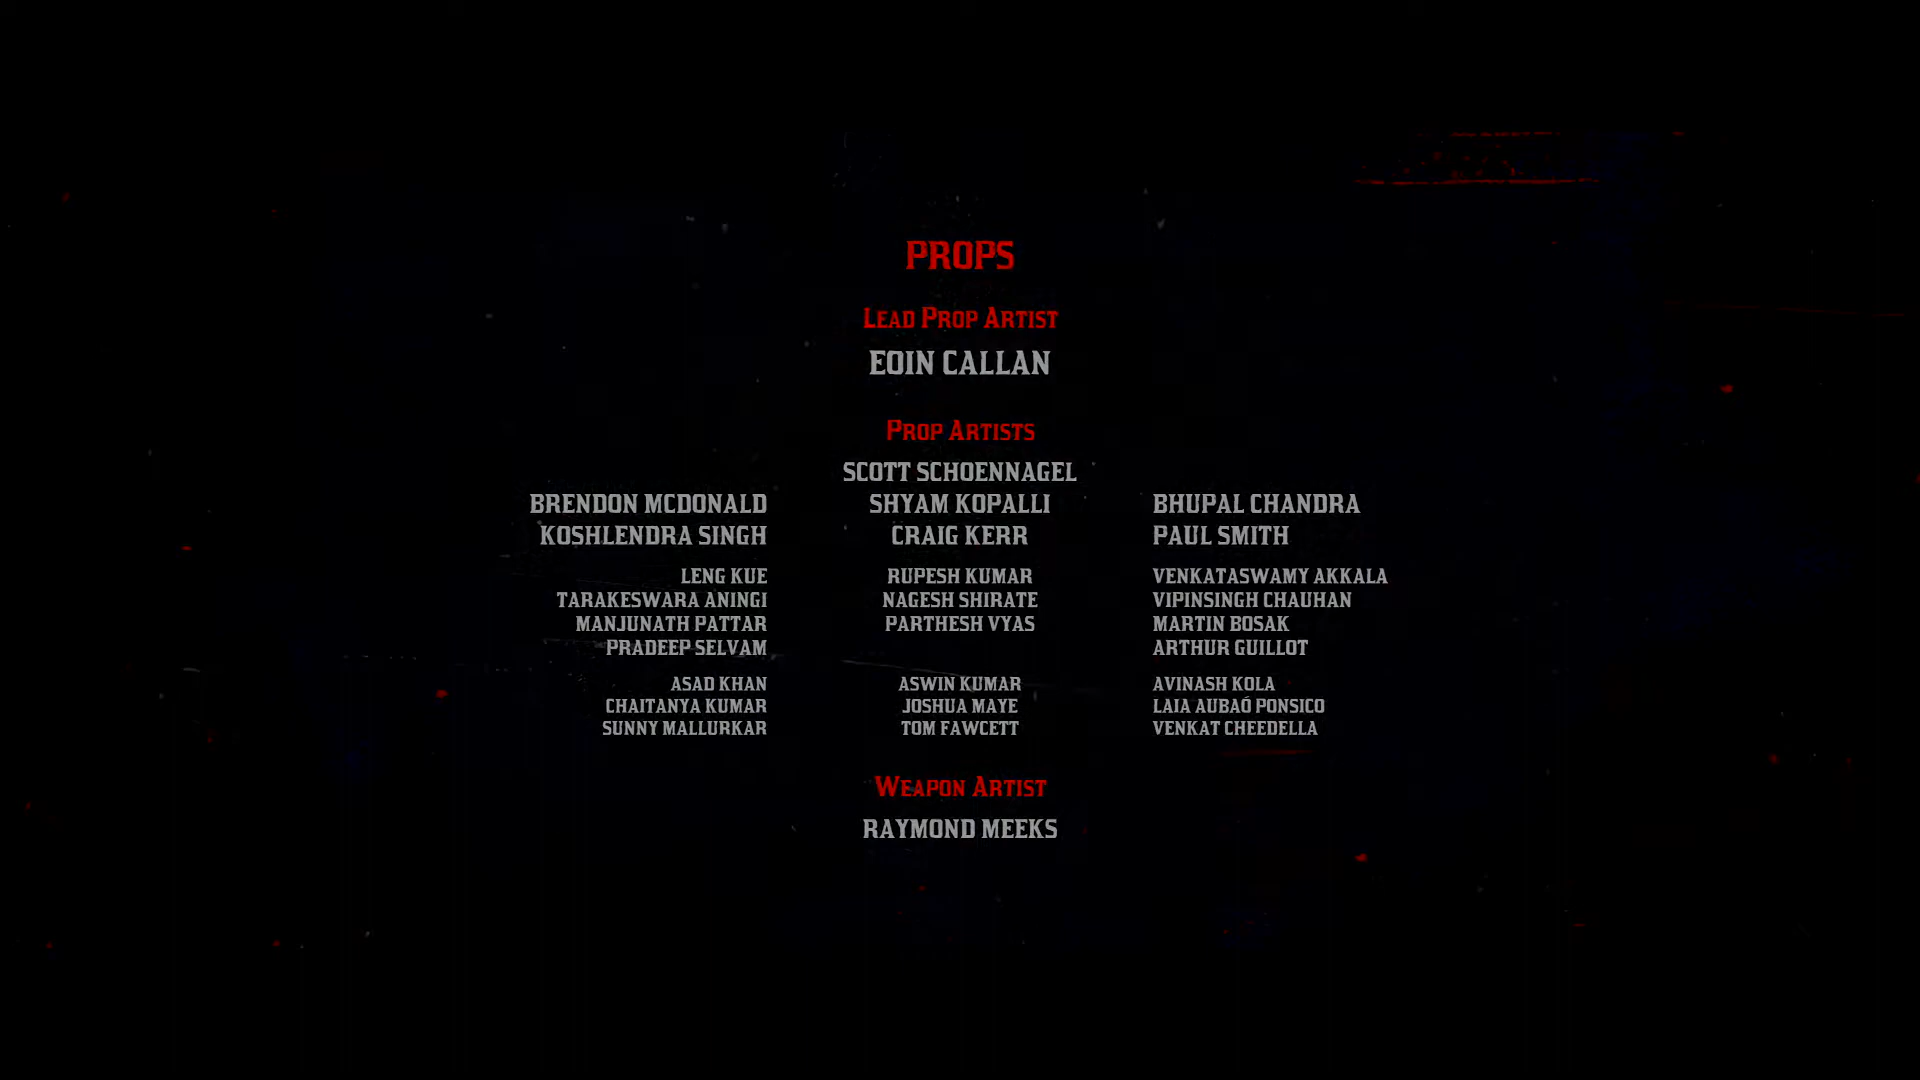 PROPS
LEAD PROP ARTIST
EOIN CALLAN
PROP ARTISTS
SCOTT SCHOENNAGEL
BRENDON MCDONALD SHYAM KOPALLI BHUPAL CHANDRA
KOSHLENDRA SINGH CRAIG KERR PAUL SMITH
LENG KUE RUPESH KUMAR VENKATASWAMY AKKALA
TARAKESWARA ANINGI NAGESH SHIRATE VIPINSINGH CHAUHAN
MANJUNATH PATTAR PARTHESH VYAS MARTIN BOSAK
PRADEEP SELVAM ARTHUR GUILLOT
ASAD KHAN ASWIN KUMAR AVINASH KOLA
CHAITANYA KUMAR JOSHUA MAYE LAIA AUBAÓ PONSICO
SUNNY MALLURKAR TOM FAWCETT VENKAT CHEEDELLA
WEAPON ARTIST
RAYMOND MEEKS